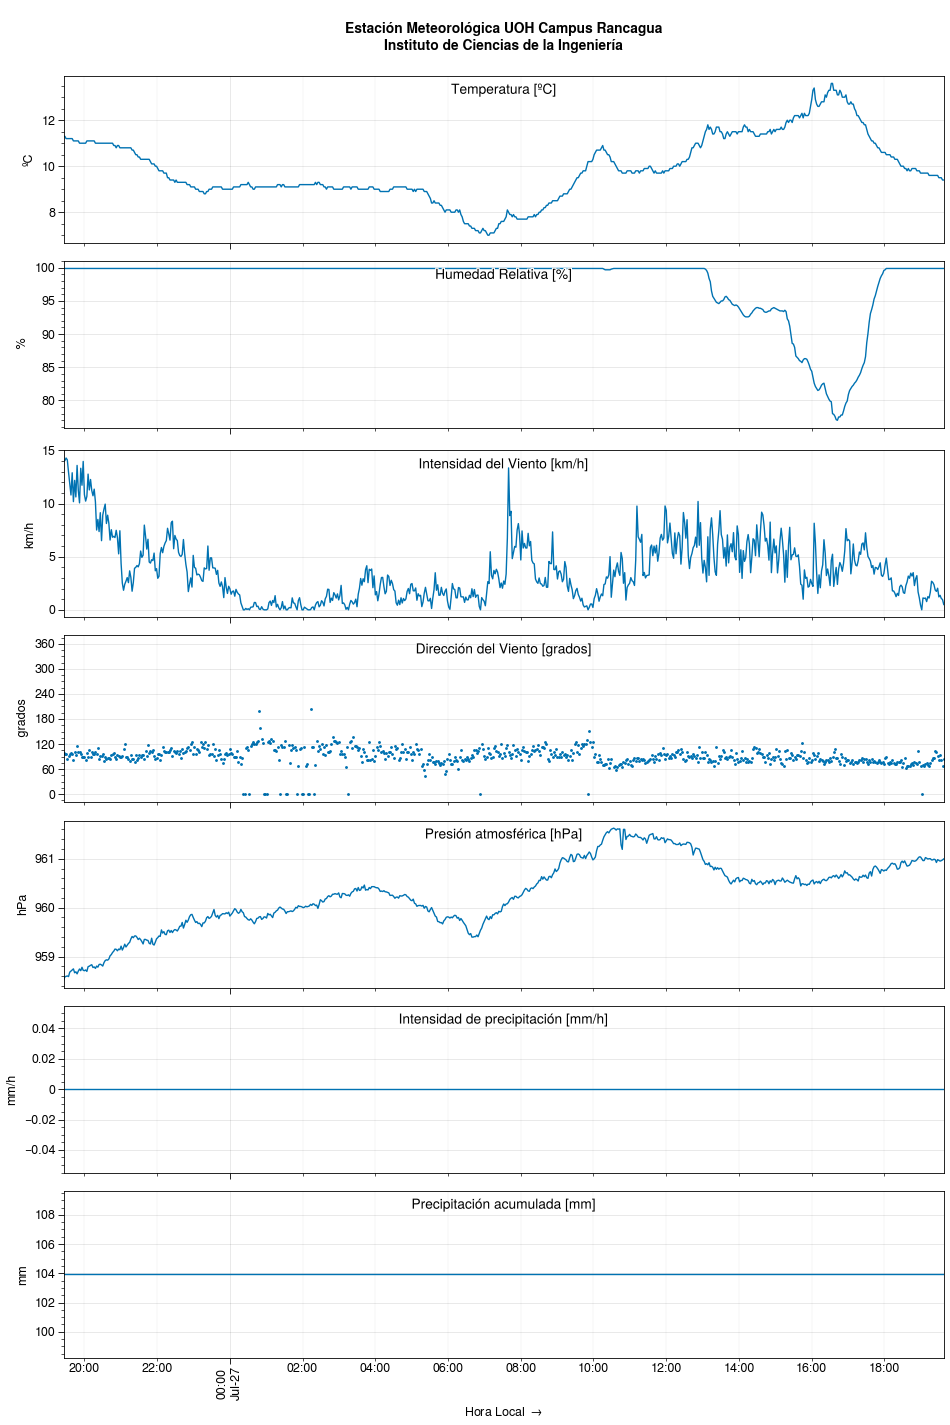 Estación Meteorológica UOH Campus Rancagua
Instituto de Ciencias de la Ingeniería
Temperatura [ºC]
12
10
8
ºC
Humedad Relativa [%]
100
95
90
85
80
%
Intensidad del Viento [km/h]
15
10
5
0
km/h
Dirección del Viento [grados]
360
300
240
180
120
60
0
grados
Presión atmosférica [hPa]
961
960
959
hPa
Intensidad de precipitación [mm/h]
0.04
0.02
0
−0.02
−0.04
mm/h
Precipitación acumulada [mm]
108
106
104
102
100
mm
20:00 22:00 00:00 02:00 04:00 06:00 08:00 10:00 12:00 14:00 16:00 18:00
Jul-27
Hora Local →